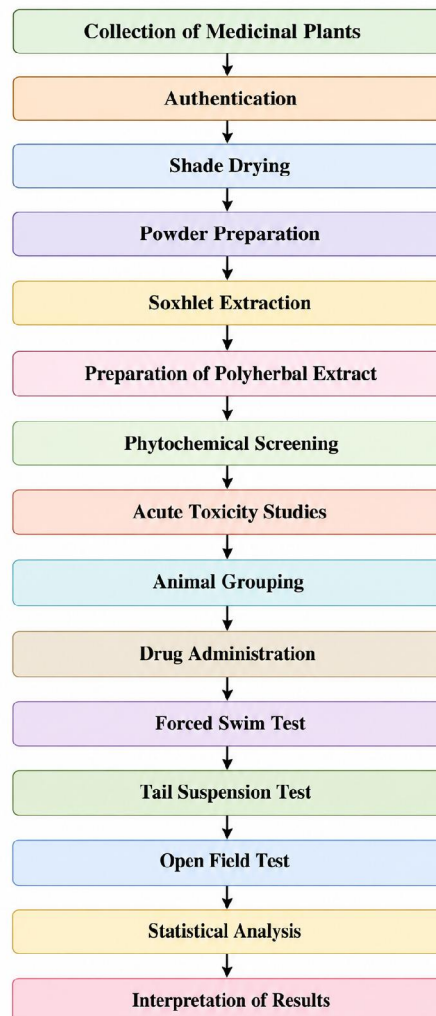 Collection of Medicinal Plants
Authentication
Shade Drying
Powder Preparation
Soxhlet Extraction
Preparation of Polyherbal Extract
Phytochemical Screening
Acute Toxicity Studies
Animal Grouping
Drug Administration
Forced Swim Test
Tail Suspension Test
Open Field Test
Statistical Analysis
Interpretation of Results